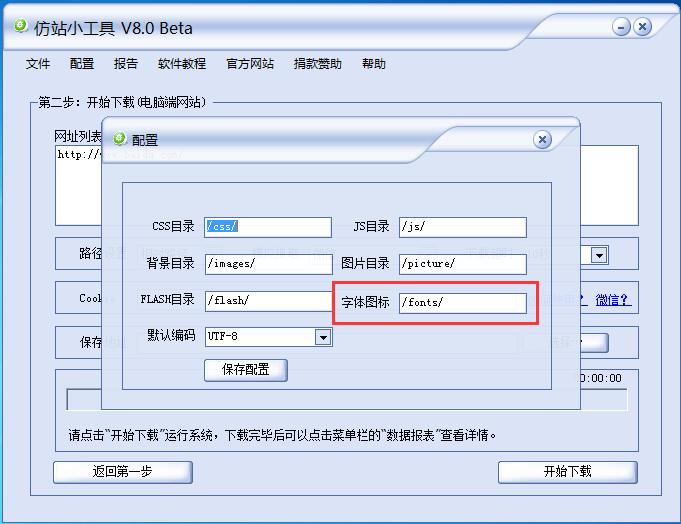 仿站小工具 V8.0 Beta
文件 配置 报告 软件教程 官方网站 捐款赞助 帮助
第二步：开始下载(电脑端网站)
网址列表
配置
CSS目录 /css/ JS目录 /js/
背景目录 /images/ 图片目录 /picture/
FLASH目录 /flash/ 字体图标 /fonts/
微信？
默认编码 UTF-8
保存配置
00:00
请点击“开始下载”运行系统，下载完毕后可以点击菜单栏的“数据报表”查看详情。
返回第一步 开始下载